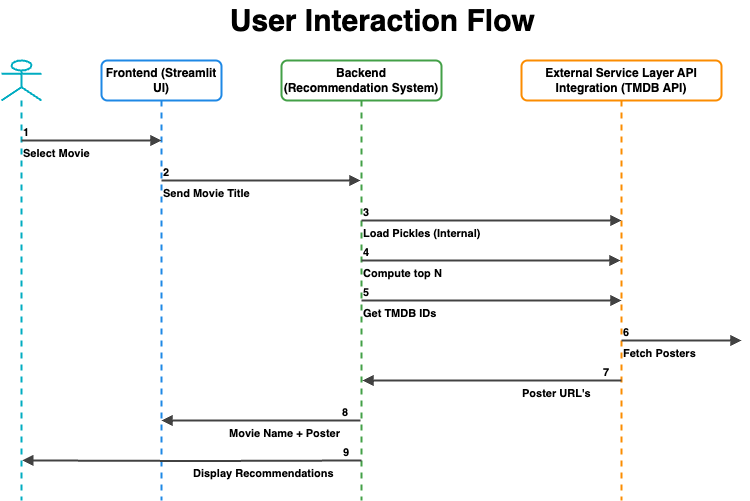 User Interaction Flow
Frontend (Streamlit
UI)
Backend
(Recommendation System)
External Service Layer API
Integration (TMDB API)
1
Select Movie
2
Send Movie Title
3
Load Pickles (Internal)
4
Compute top N
5
Get TMDB IDs
6
Fetch Posters
7
Poster URL's
8
Movie Name + Poster
9
Display Recommendations